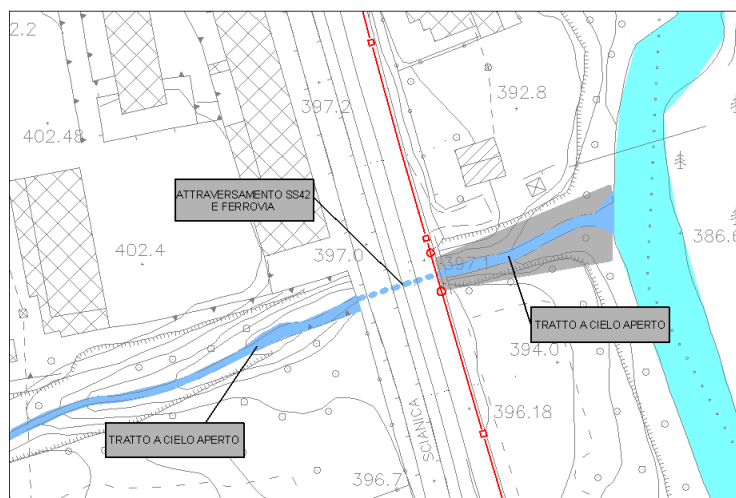 2.2
402.48
397.2
392.8
ATTRAVERSAMENTO SS42
E FERROVIA
402.4
397.0
397.1
386.6
TRATTO A CIELO APERTO
394.0
396.18
SCIANICA
TRATTO A CIELO APERTO
396.7